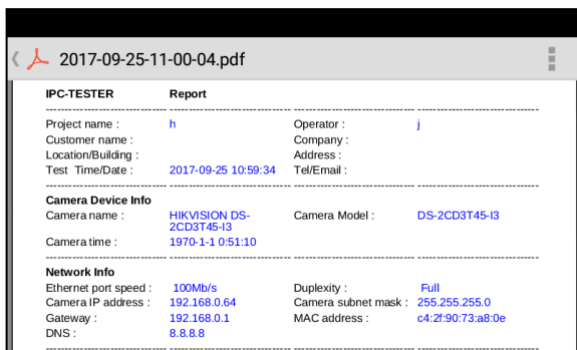 2017-09-25-11-00-04.pdf
IPC-TESTER Report
Project name : h Operator : j
Customer name : Company :
Location/Building : Address :
Test Time/Date : 2017-09-25 10:59:34 Tel/Email :
Camera Device Info
Camera name : HIKVISION DS- Camera Model : DS-2CD3T45-I3
2CD3T45-I3
Camera time : 1970-1-1 0:51:10
Network Info
Ethernet port speed : 100Mb/s Duplexity : Full
Camera IP address : 192.168.0.64 Camera subnet mask : 255.255.255.0
Gateway : 192.168.0.1 MAC address : c4:2f:90:73:a8:0e
DNS : 8.8.8.8